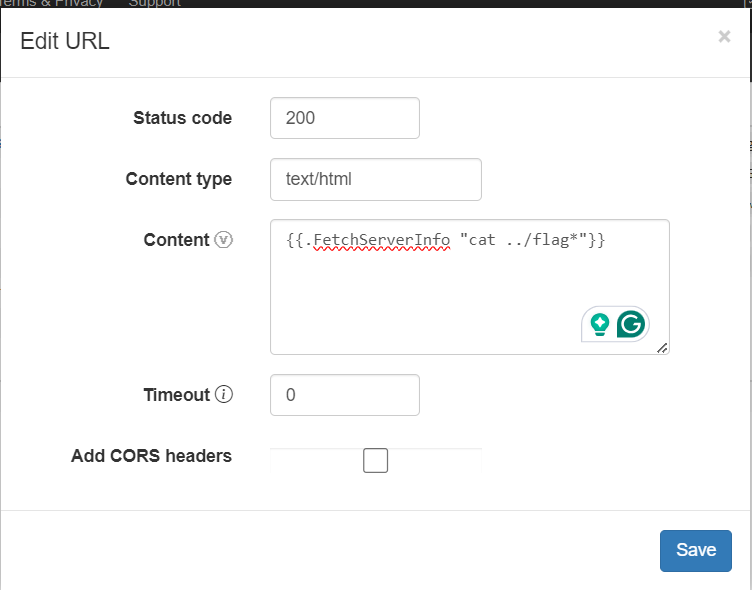 Terms & Privacy Support
Edit URL ×
Status code 200
Content type text/html
Content ⓥ {{.FetchServerInfo "cat ../flag*"}}
Timeout ⓘ 0
Add CORS headers
Save